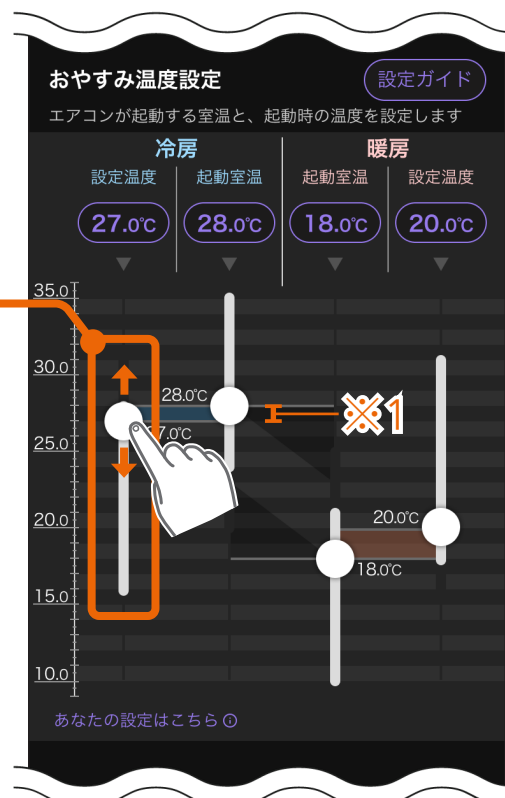 おやすみ温度設定
設定ガイド
エアコンが起動する室温と、起動時の温度を設定します
冷房
暖房
設定温度
起動室温
起動室温
設定温度
27.0℃
28.0℃
18.0℃
20.0℃
35.0
30.0
28.0℃
※1
27.0℃
25.0
20.0
20.0℃
18.0℃
15.0
10.0
あなたの設定はこちら